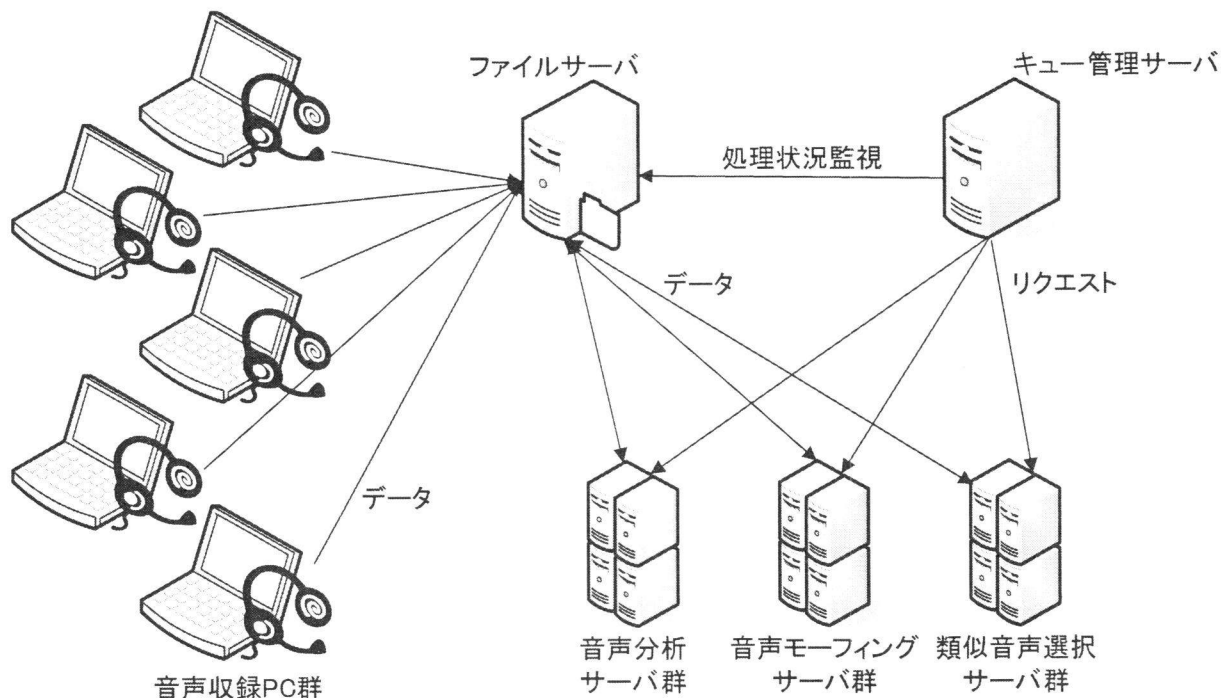 ファイルサーバ
キュー管理サーバ
処理状況監視
データ
リクエスト
データ
音声分析
サーバ群
音声モーフィング
サーバ群
類似音声選択
サーバ群
音声収録PC群